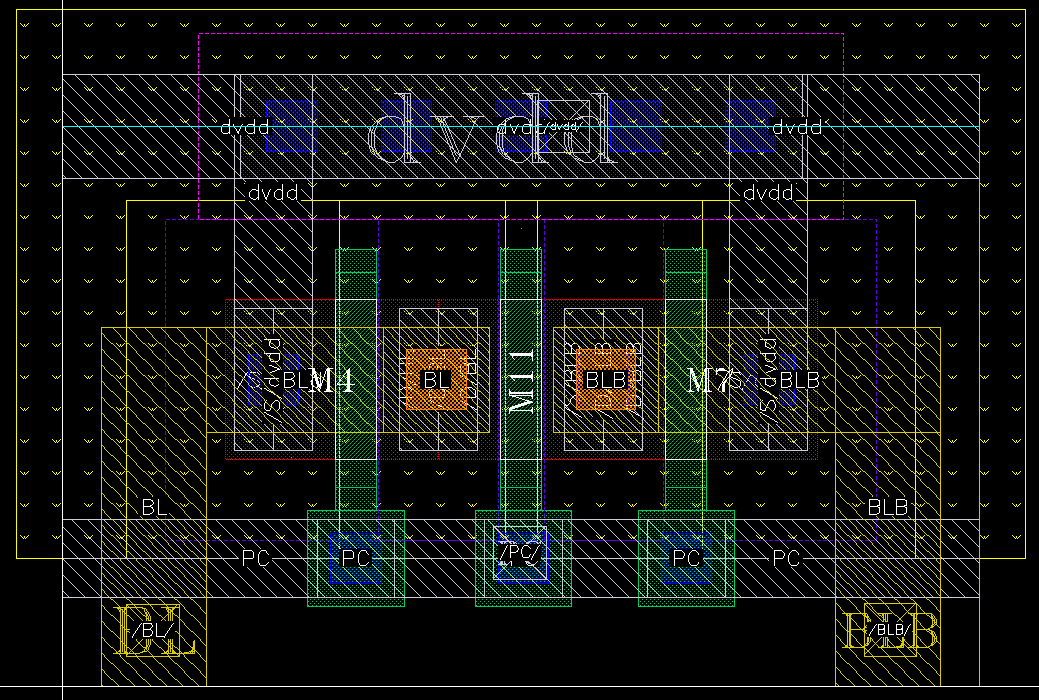 dvdd
dvdd dvdd /dvdd/ dvdd
dvdd dvdd
/S/dvdd BL M4 BL M11 BLB M7 /S/dvdd BLB
BL BLB
PC PC /PC/ PC PC
BL BLB
/BL/ /BLB/